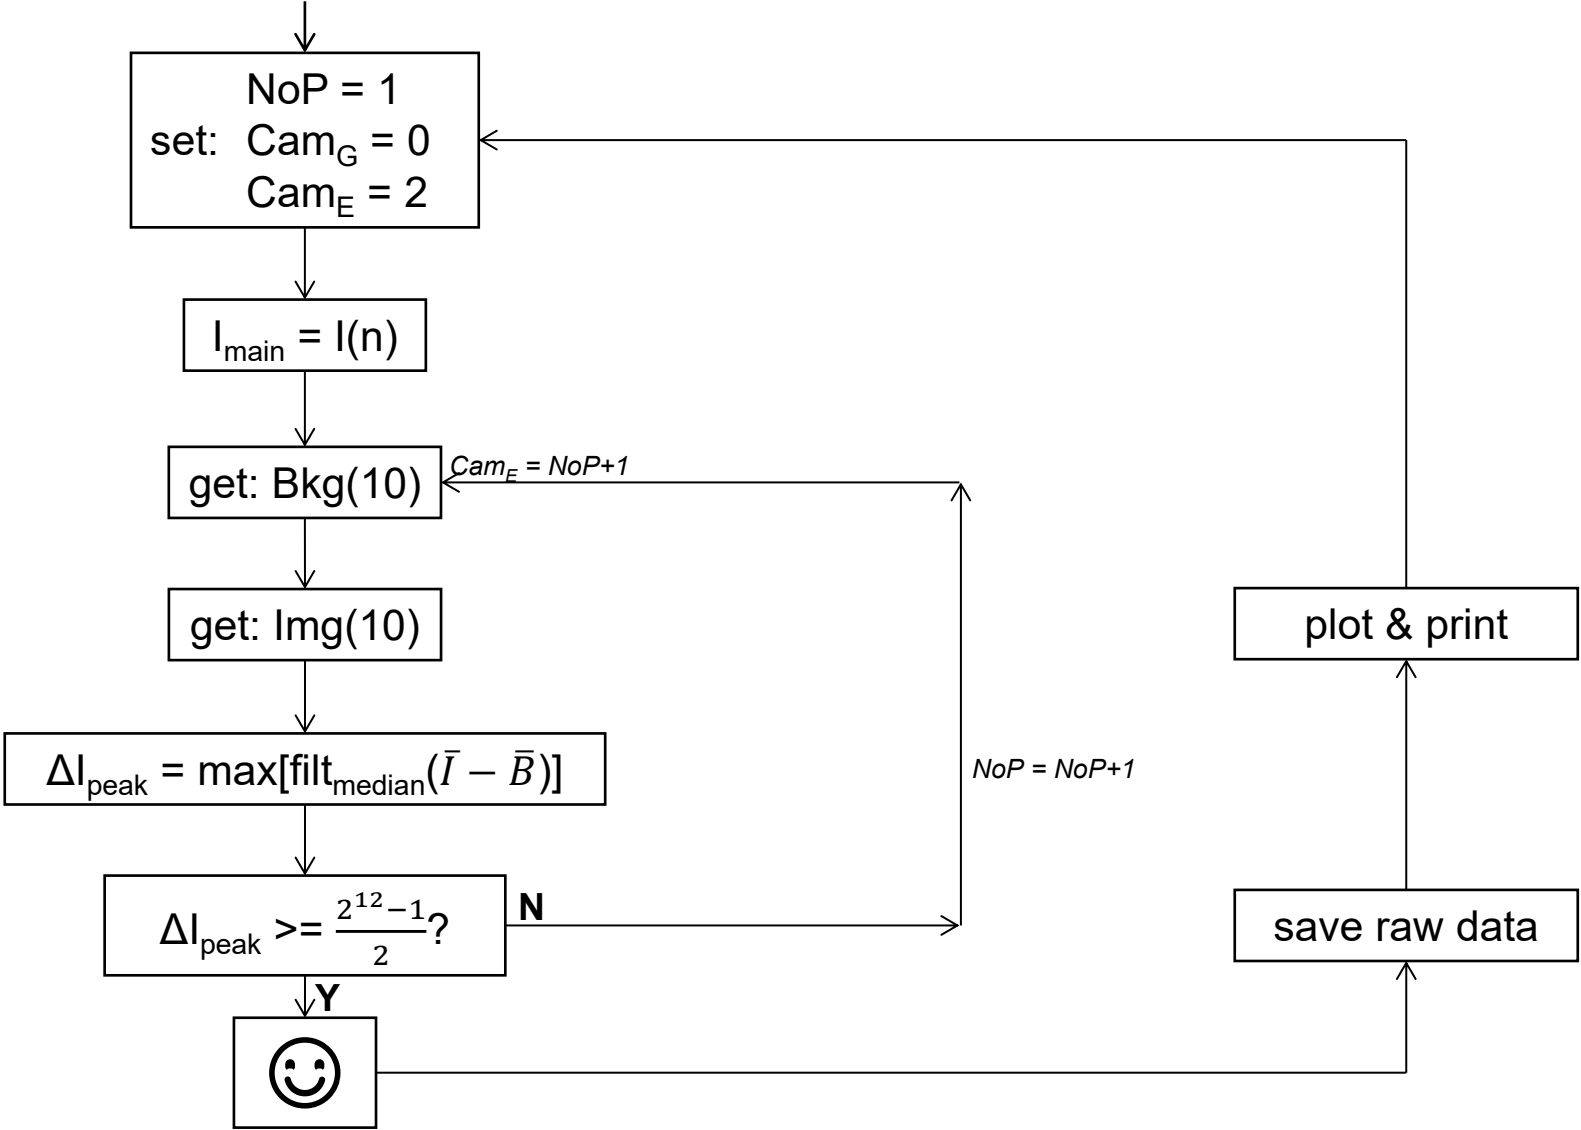 NoP = 1
set: Cam_G = 0
Cam_E = 2
I_main = I(n)
get: Bkg(10)
Cam_E = NoP+1
get: Img(10)
ΔI_peak = max[filt_median(Ī − B̄)]
NoP = NoP+1
ΔI_peak >= (2^12−1)/2?
N
Y
save raw data
plot & print